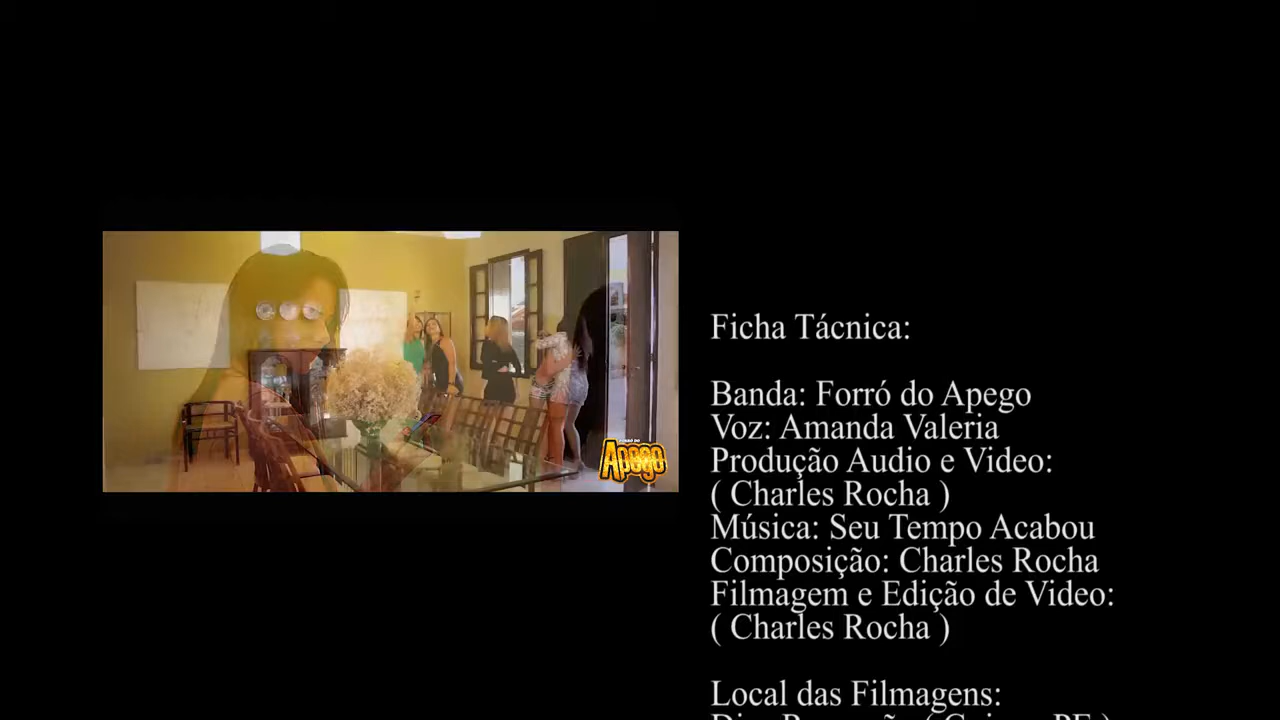 Ficha Tácnica:
Banda: Forró do Apego
Voz: Amanda Valeria
Produção Audio e Video:
( Charles Rocha )
Música: Seu Tempo Acabou
Composição: Charles Rocha
Filmagem e Edição de Video:
( Charles Rocha )
Local das Filmagens:
Apego